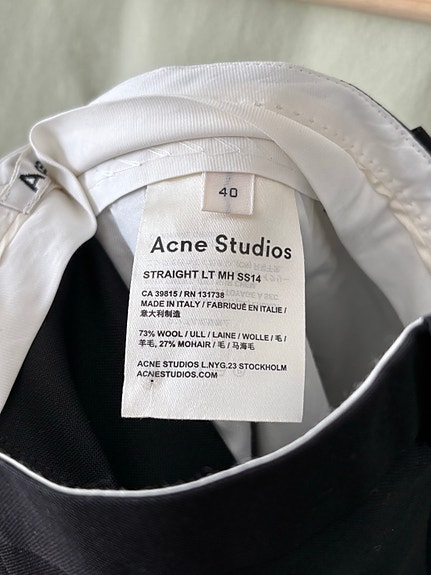 40
Acne Studios
STRAIGHT LT MH SS14
CA 39815 / RN 131738
MADE IN ITALY / FABRIQUÉ EN ITALIE /
意大利制造
73% WOOL / ULL / LAINE / WOLLE / 毛 /
羊毛, 27% MOHAIR / 毛 / 马海毛
ACNE STUDIOS L.NYG.23 STOCKHOLM
ACNESTUDIOS.COM